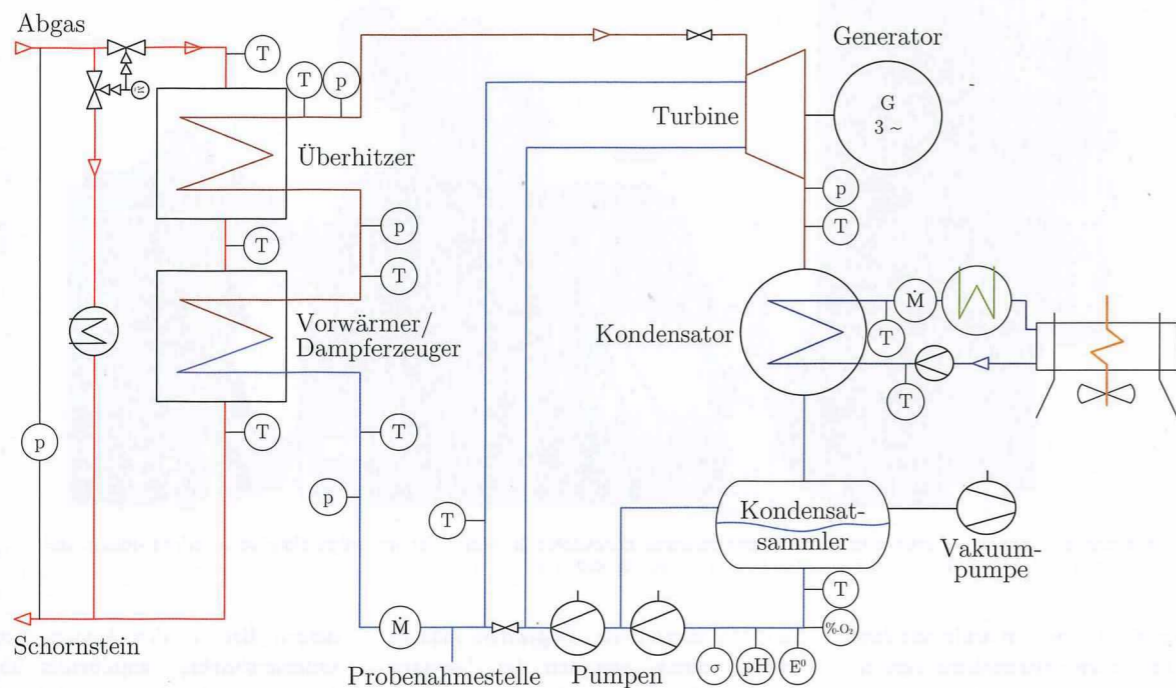 Abgas
T
T
p
Überhitzer
T
p
T
Vorwärmer/
Dampferzeuger
T
T
p
p
T
Schornstein
Ṁ
Probenahmestelle
Pumpen
Turbine
Generator
G
3 ~
p
T
Kondensator
Ṁ
T
T
Kondensat-
sammler
Vakuum-
pumpe
T
%-O₂
pH
E⁰